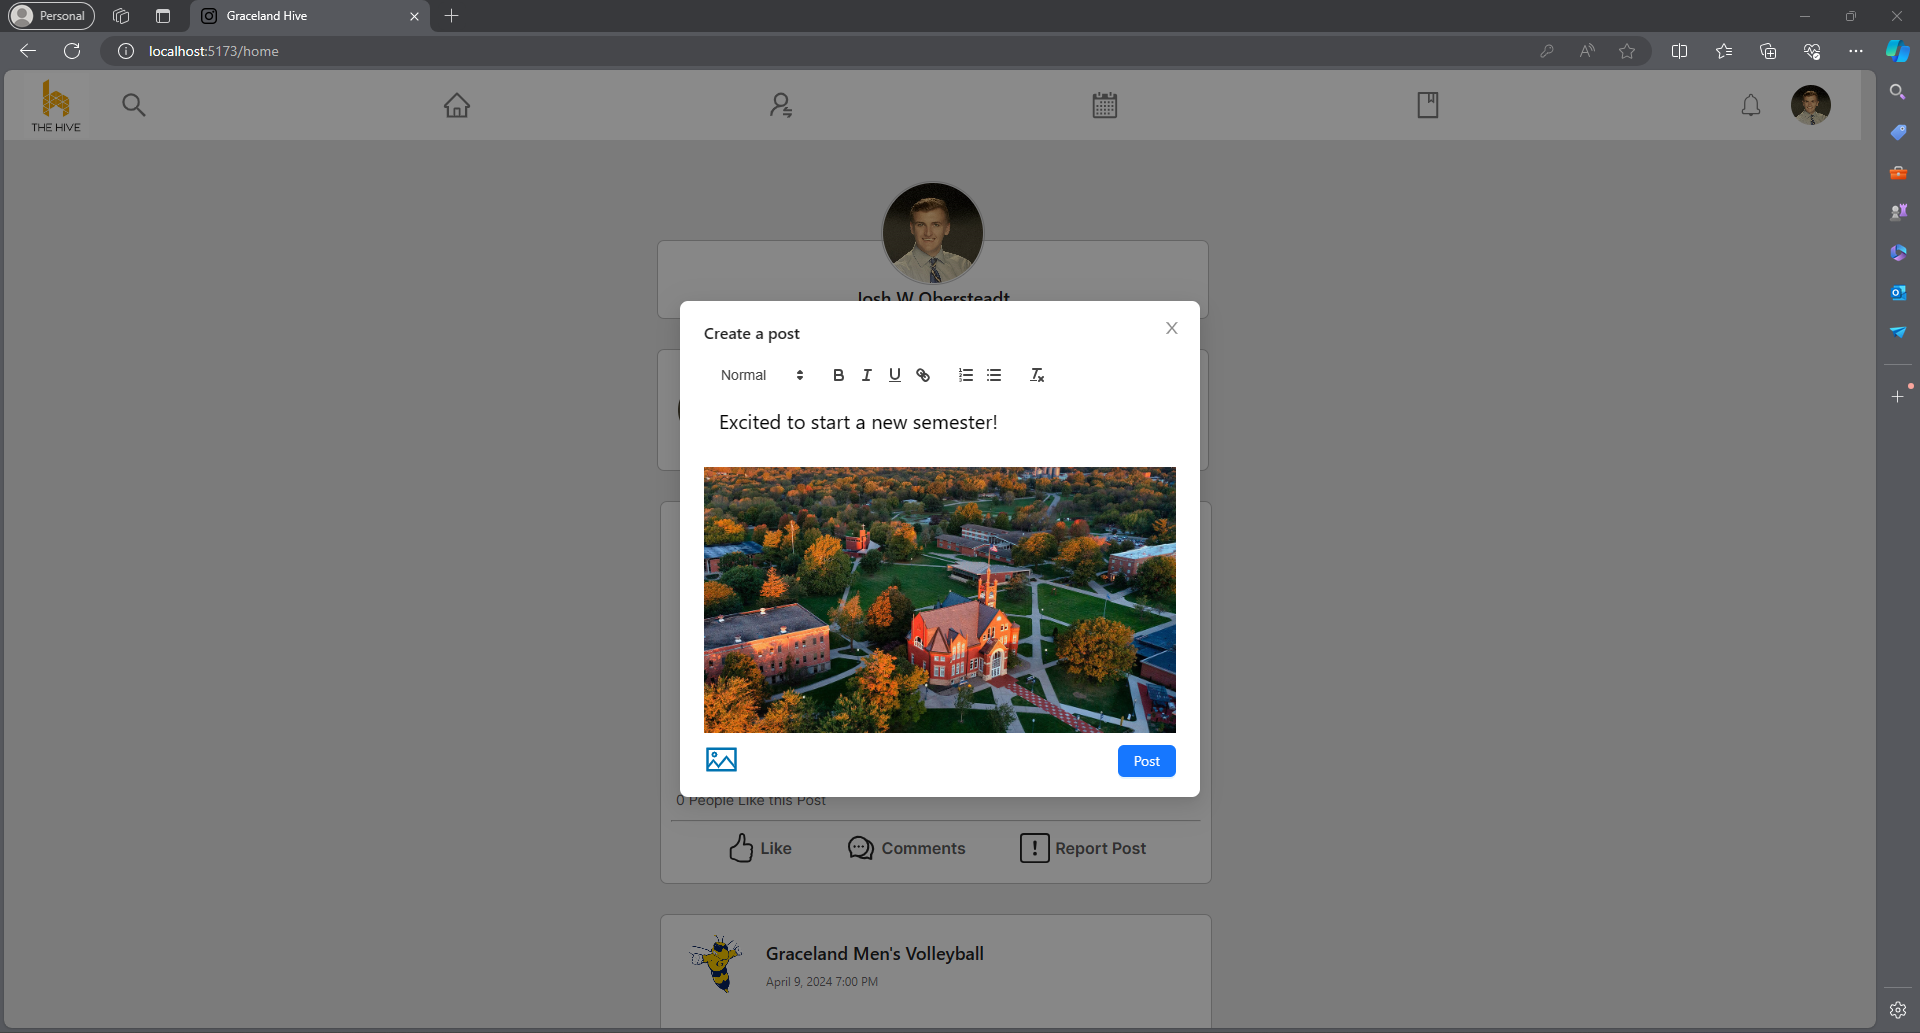 Personal
Graceland Hive
localhost:5173/home
THE HIVE
Josh W Obersteadt
Create a post
Normal
B I U
Excited to start a new semester!
Post
0 People Like this Post
Like
Comments
Report Post
Graceland Men's Volleyball
April 9, 2024 7:00 PM